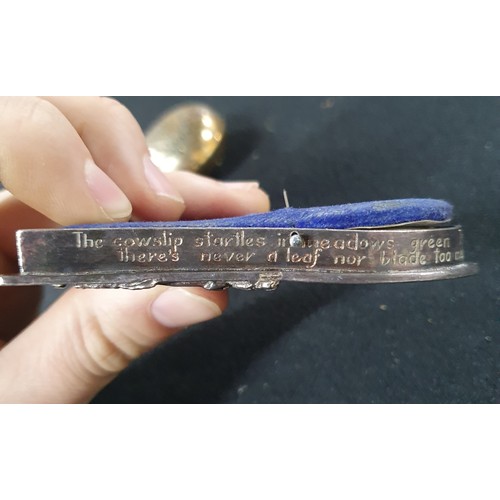 The cowslip startles in meadows green
there's never a leaf nor blade too